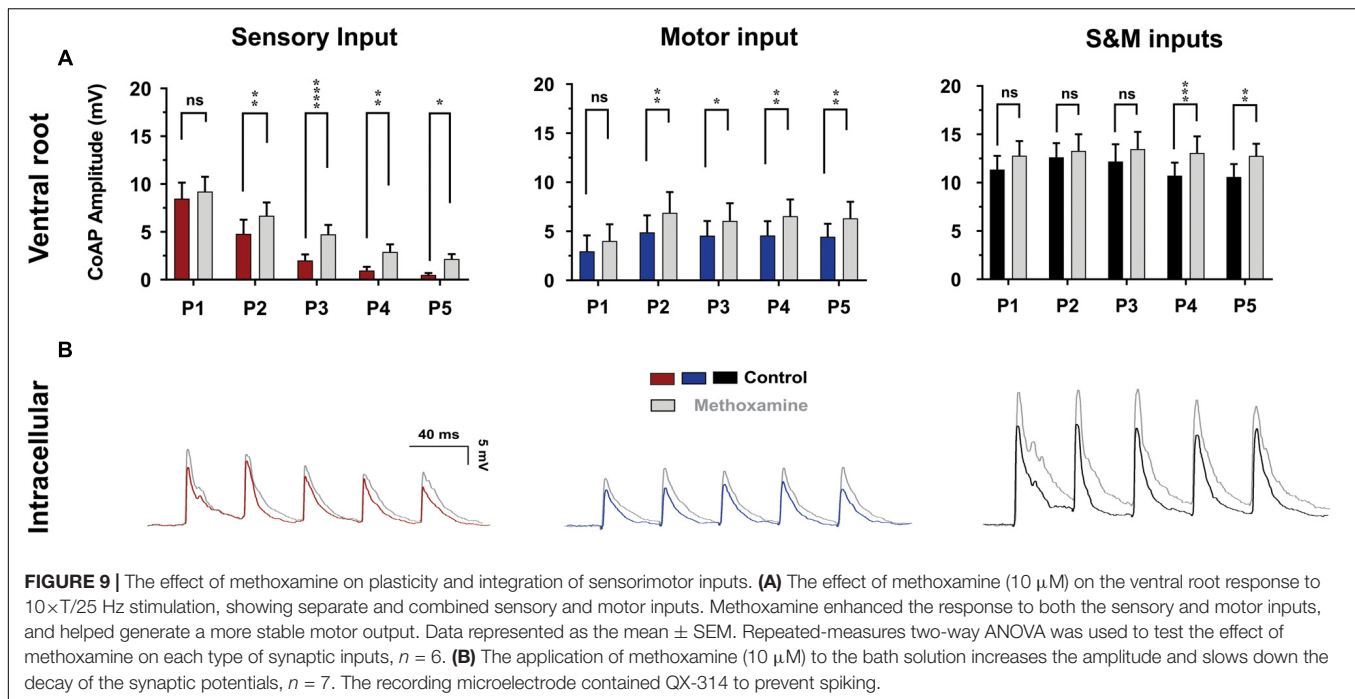 Sensory Input
Motor input
S&M inputs
A
Ventral root
CoAP Amplitude (mV)
20
15
10
5
0
ns
**
****
**
*
P1
P2
P3
P4
P5
20
15
10
5
0
ns
**
*
**
**
P1
P2
P3
P4
P5
20
15
10
5
0
ns
ns
ns
***
**
P1
P2
P3
P4
P5
B
Intracellular
40 ms
5 mV
Control
Methoxamine
FIGURE 9 | The effect of methoxamine on plasticity and integration of sensorimotor inputs. (A) The effect of methoxamine (10 μM) on the ventral root response to
10×T/25 Hz stimulation, showing separate and combined sensory and motor inputs. Methoxamine enhanced the response to both the sensory and motor inputs,
and helped generate a more stable motor output. Data represented as the mean ± SEM. Repeated-measures two-way ANOVA was used to test the effect of
methoxamine on each type of synaptic inputs, n = 6. (B) The application of methoxamine (10 μM) to the bath solution increases the amplitude and slows down the
decay of the synaptic potentials, n = 7. The recording microelectrode contained QX-314 to prevent spiking.